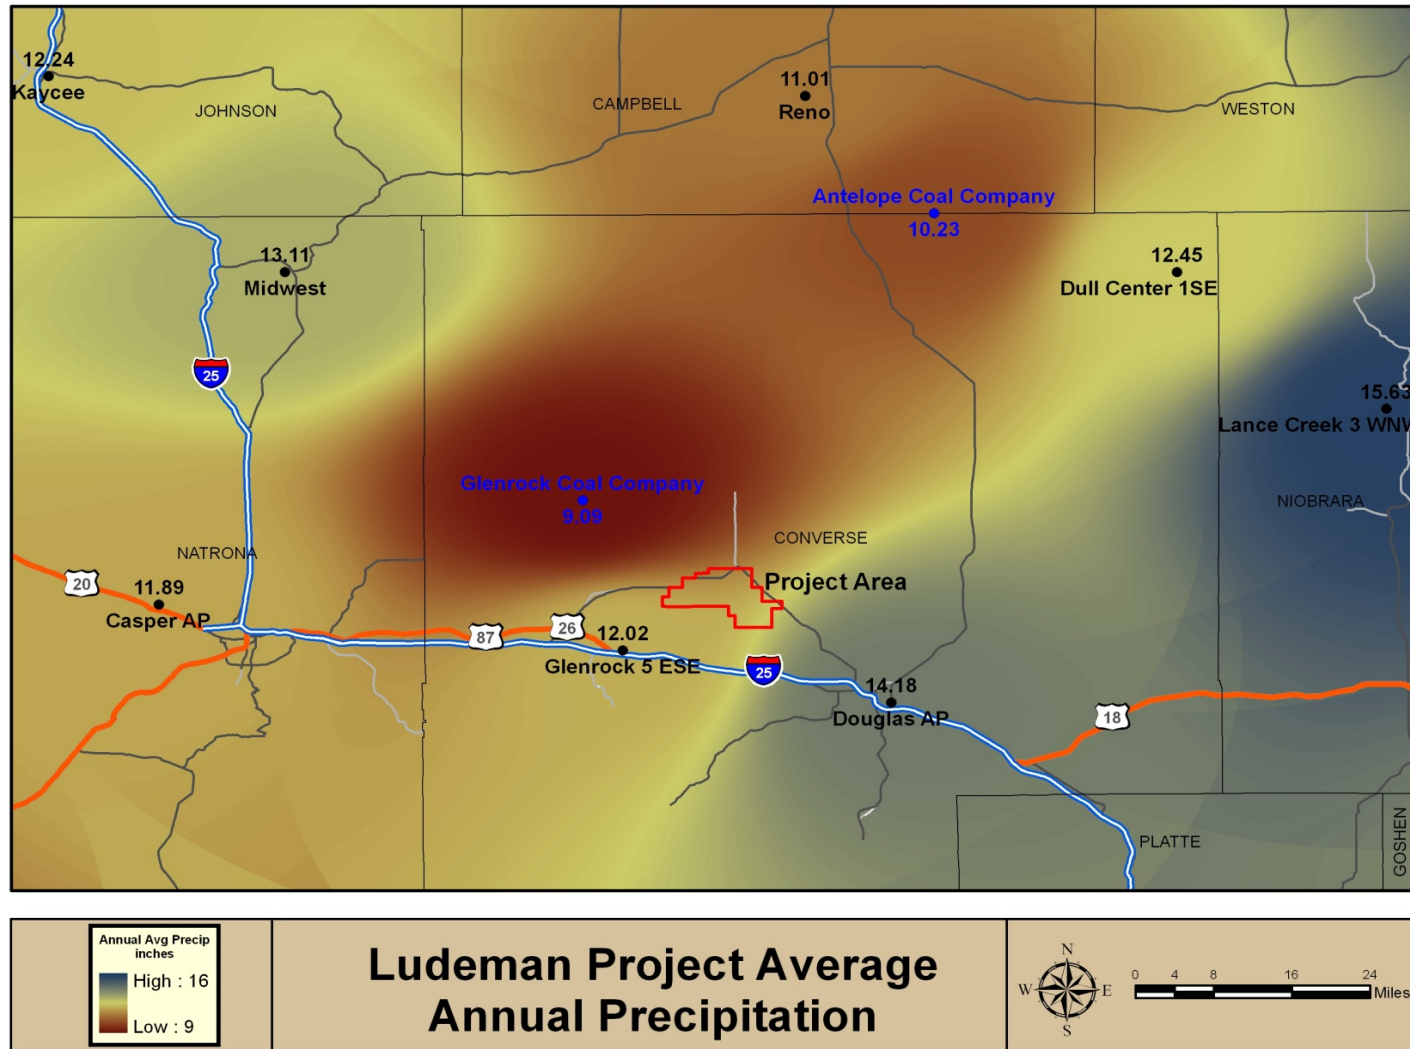 12.24
Kaycee
JOHNSON
CAMPBELL
11.01
Reno
WESTON
Antelope Coal Company
10.23
13.11
Midwest
12.45
Dull Center 1SE
25
15.63
Lance Creek 3 WNW
Glenrock Coal Company
9.09
NIOBRARA
CONVERSE
NATRONA
20
11.89
Casper AP
Project Area
87
26
12.02
Glenrock 5 ESE
25
14.18
Douglas AP
18
PLATTE
GOSHEN
Annual Avg Precip
inches
High : 16
Low : 9
Ludeman Project Average
Annual Precipitation
N
W
E
S
0 4 8 16 24
Miles